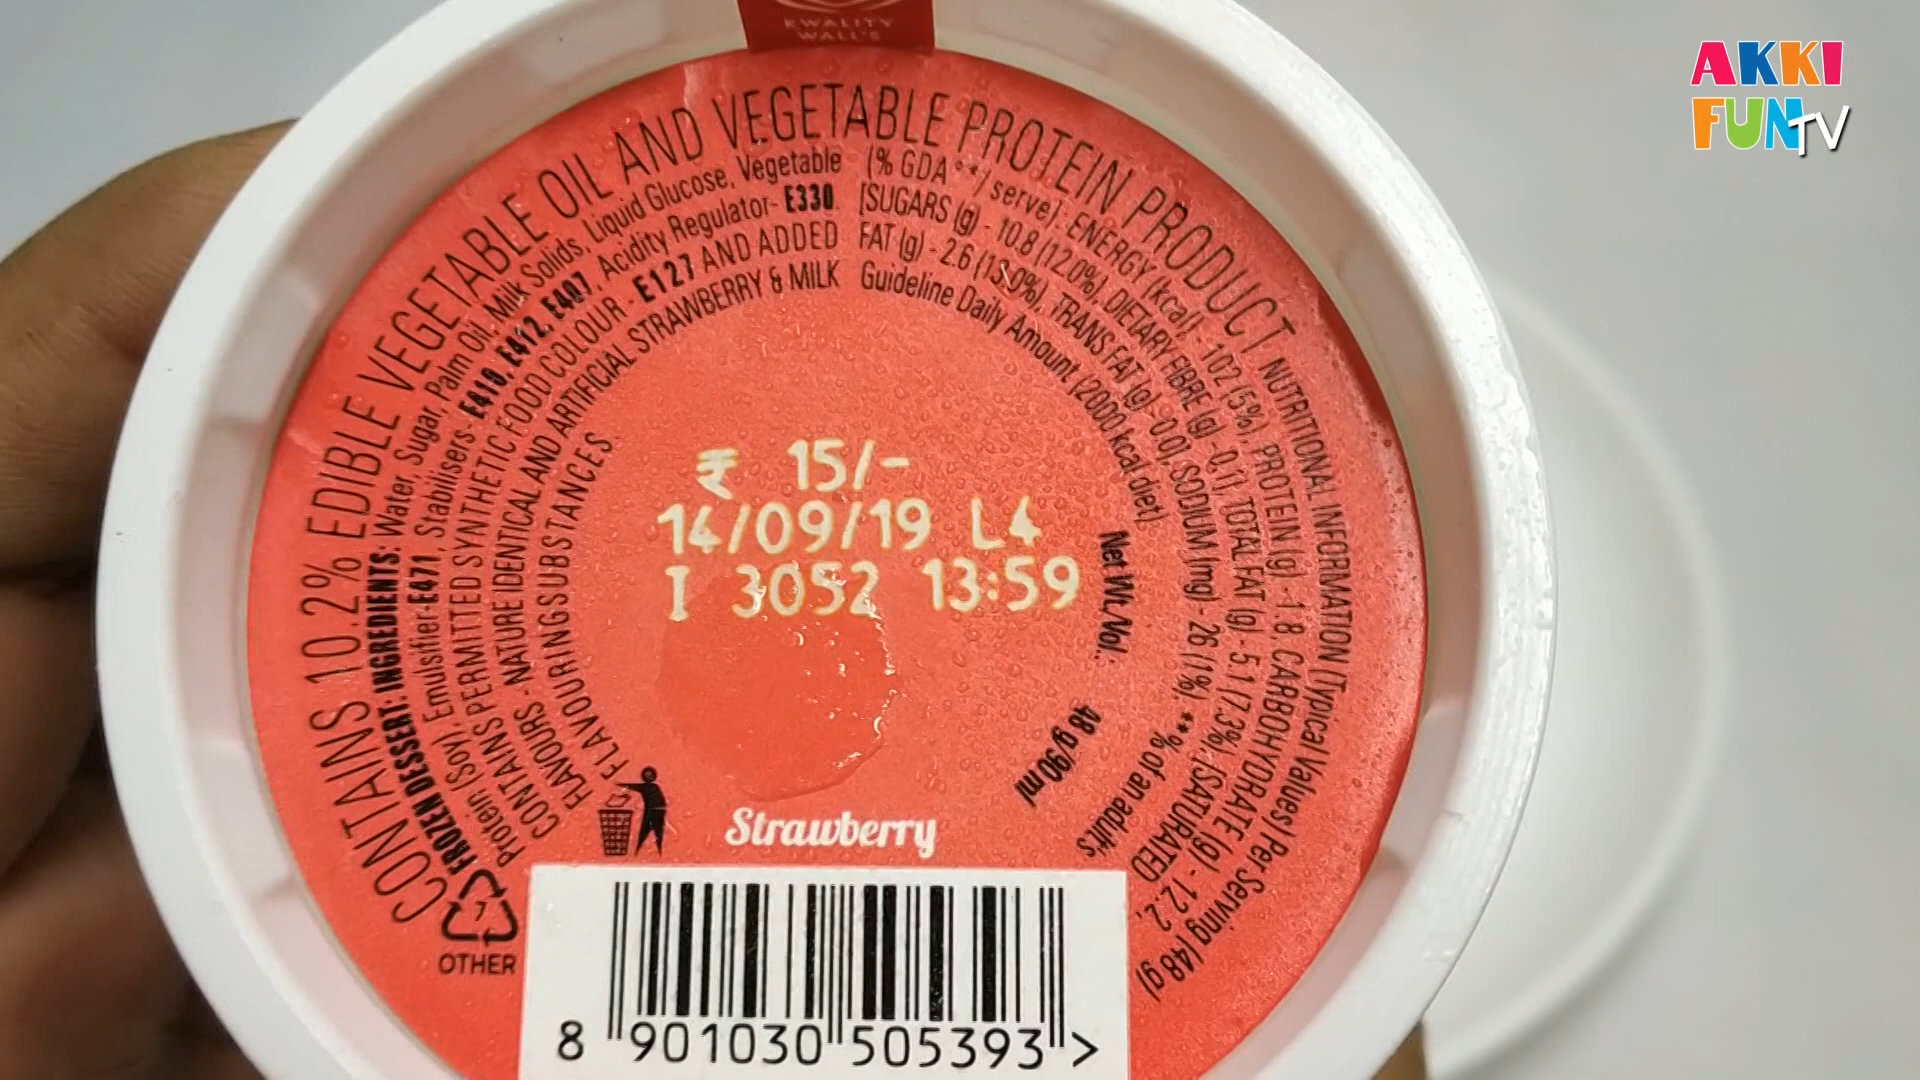 KWALITY
WALL'S
AKKI
FUN TV
CONTAINS 10.2% EDIBLE VEGETABLE OIL AND VEGETABLE PROTEIN PRODUCT.
FROZEN DESSERT: INGREDIENTS: Water, Sugar, Palm Oil, Milk Solids, Liquid Glucose, Vegetable
Protein (Soy), Emulsifier-E471, Stabilisers- E410, E412, E407, Acidity Regulator- E330.
CONTAINS PERMITTED SYNTHETIC FOOD COLOUR - E127 AND ADDED
FLAVOURS - NATURE IDENTICAL AND ARTIFICIAL STRAWBERRY & MILK
FLAVOURING SUBSTANCES.
NUTRITIONAL INFORMATION (Typical Values) Per Serving (48 g)
(% GDA**/ serve): ENERGY (kcal) - 102 (5%), PROTEIN (g) - 1.8, CARBOHYDRATE (g) - 12.2,
[SUGARS (g) - 10.8 (12.0%), DIETARY FIBRE (g) - 0.1], TOTAL FAT (g) - 5.1 (7.3%), [SATURATED
FAT (g) - 2.6 (13.0%), TRANS FAT (g) - 0.0], SODIUM (mg) - 26 (1%). **% of an adult's
Guideline Daily Amount (2000 kcal diet).
Net Wt./Vol.: 48 g/90 ml
₹ 15/-
14/09/19 L4
I 3052 13:59
Strawberry
7
OTHER
8 901030 505393 >